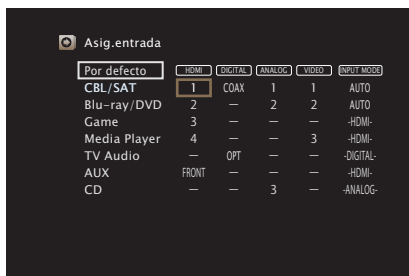 Asig.entrada
Por defecto HDMI DIGITAL ANALOG VIDEO INPUT MODE
CBL/SAT 1 COAX 1 1 AUTO
Blu-ray/DVD 2 – 2 2 AUTO
Game 3 – – – -HDMI-
Media Player 4 – – 3 -HDMI-
TV Audio – OPT – – -DIGITAL-
AUX FRONT – – – -HDMI-
CD – – 3 – -ANALOG-